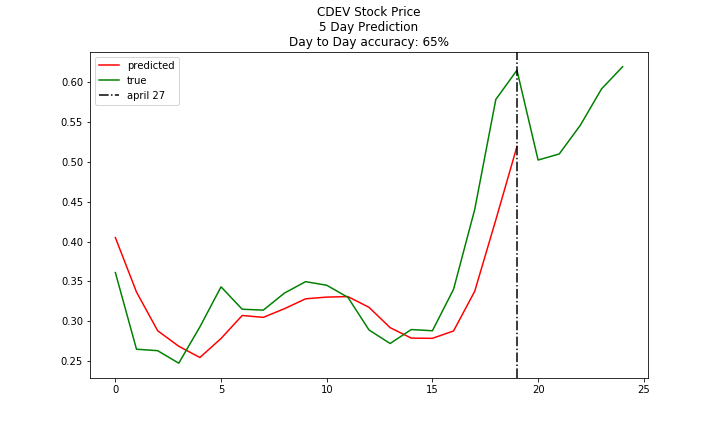 CDEV Stock Price
5 Day Prediction
Day to Day accuracy: 65%
predicted
true
april 27
0.60
0.55
0.50
0.45
0.40
0.35
0.30
0.25
0 5 10 15 20 25